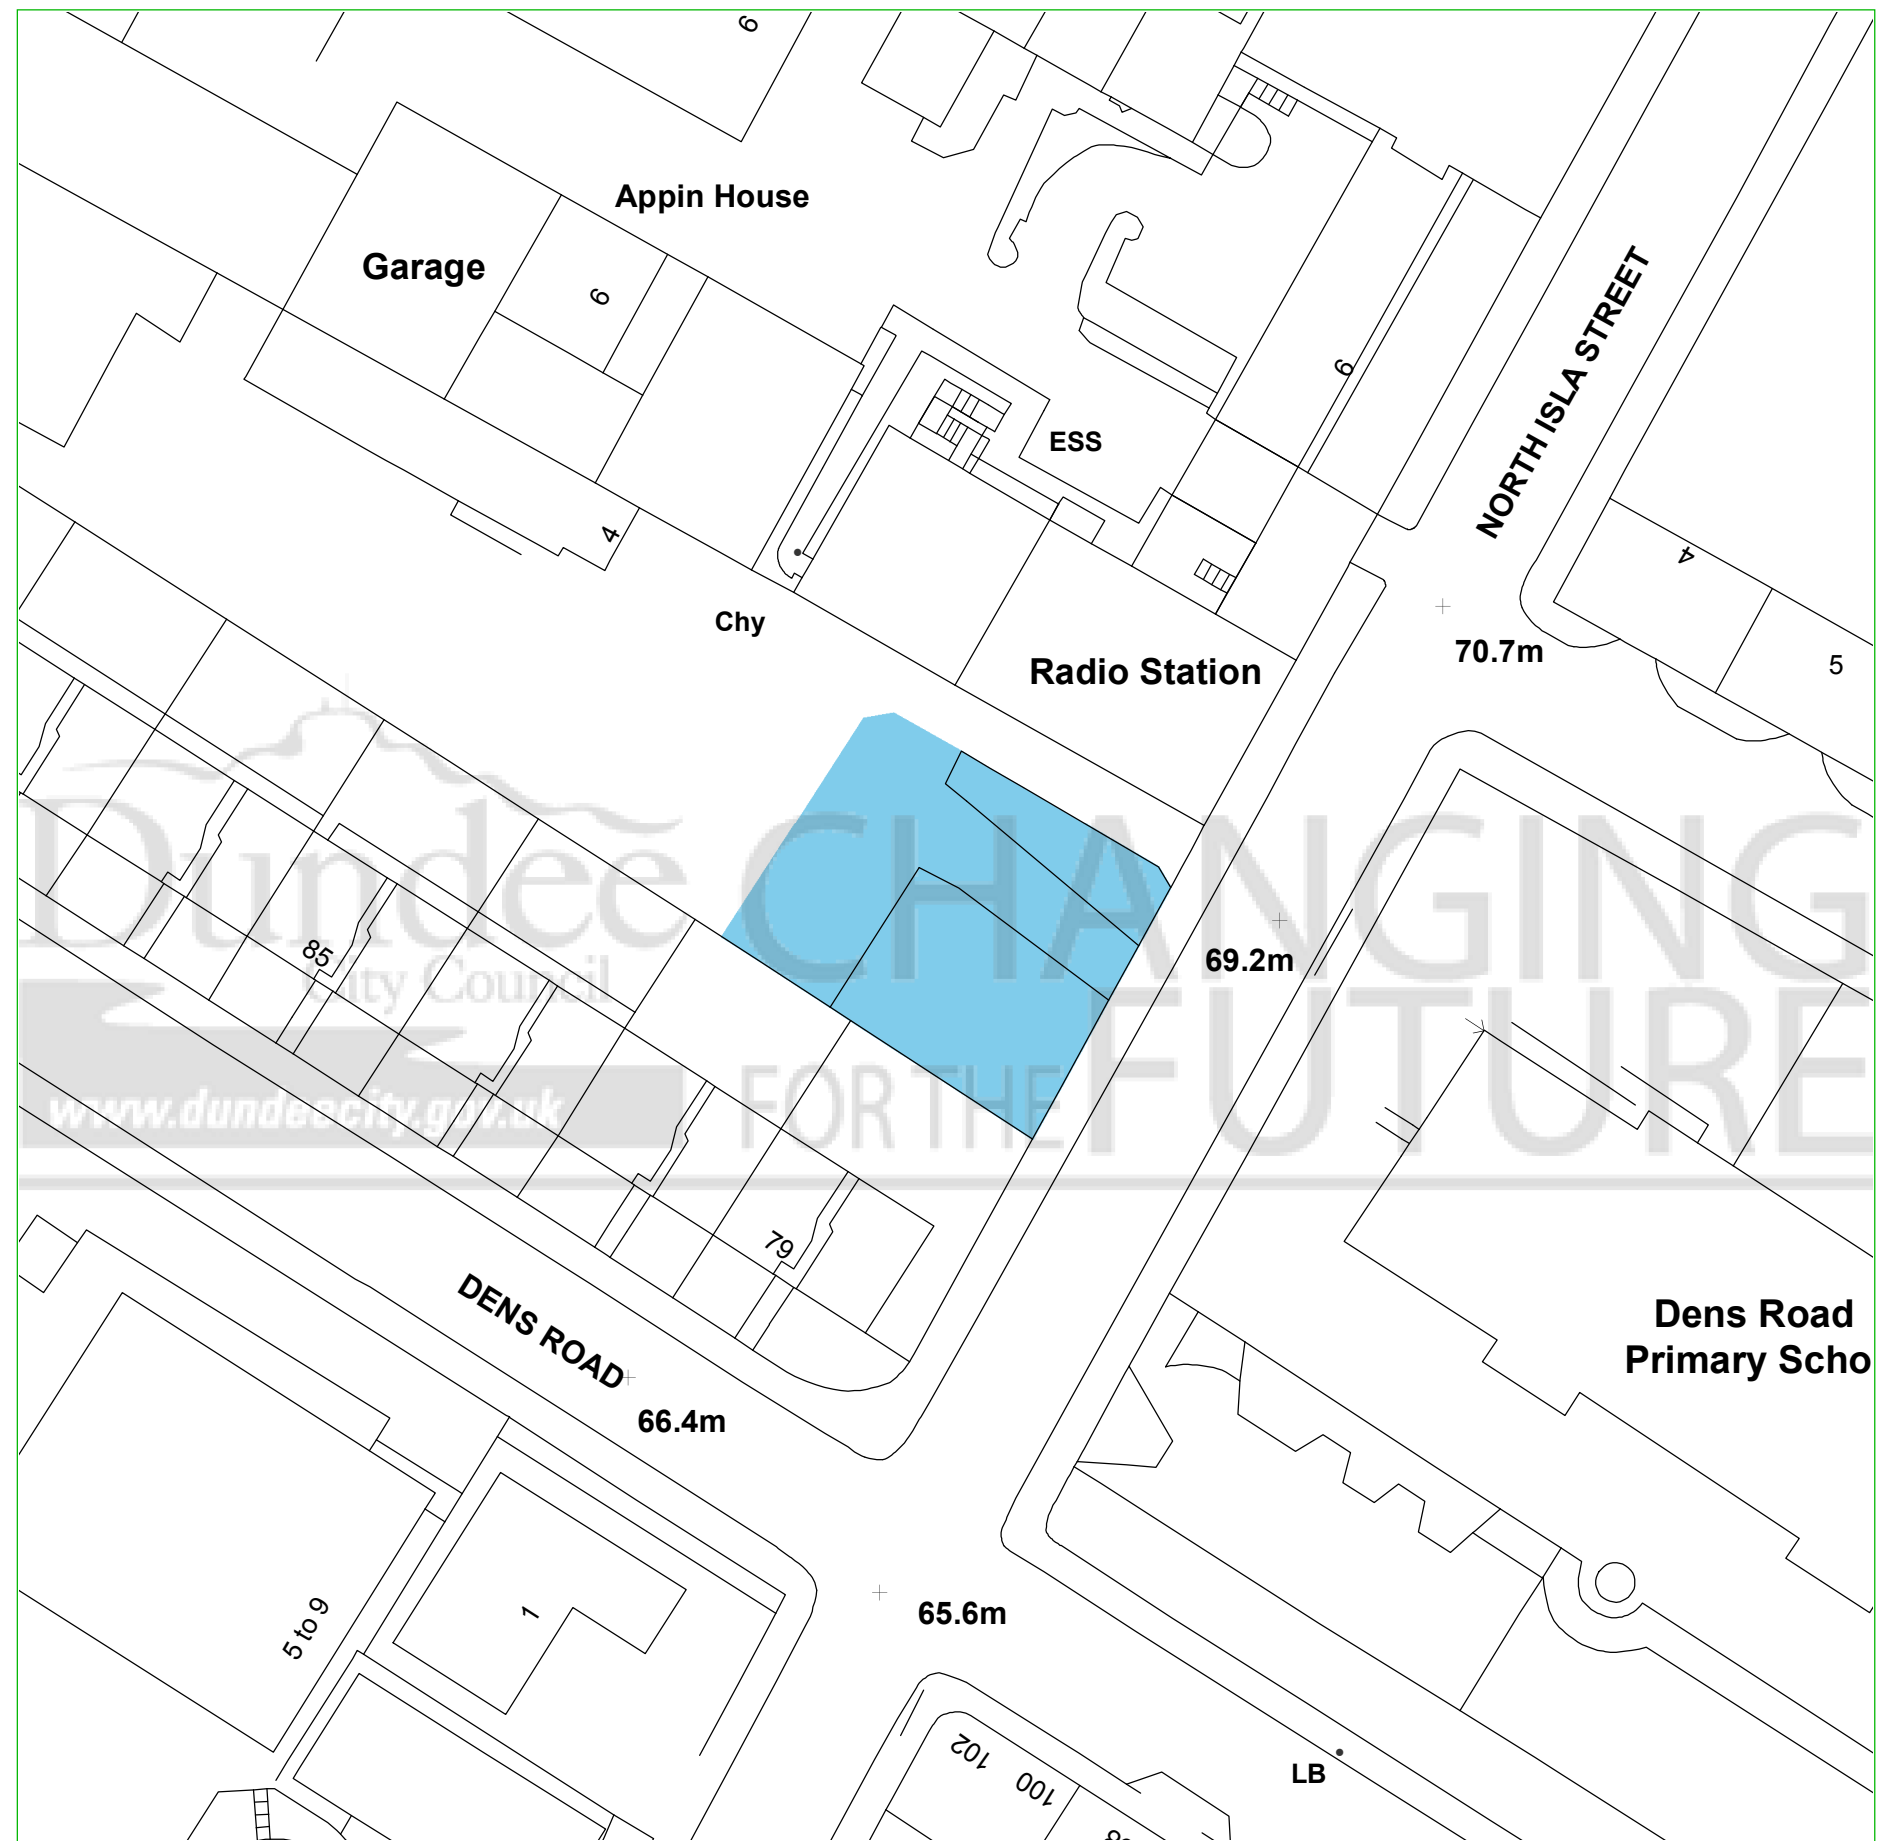 6
Appin House
Garage
6
NORTH ISLA STREET
6
ESS
4
4
Chy
Radio Station
70.7m
5
Dundee
City Council
www.dundeecity.gov.uk
CHANGING
FOR THE FUTURE
85
69.2m
79
DENS ROAD
66.4m
Dens Road
Primary Scho
5 to 9
1
65.6m
102
100
LB